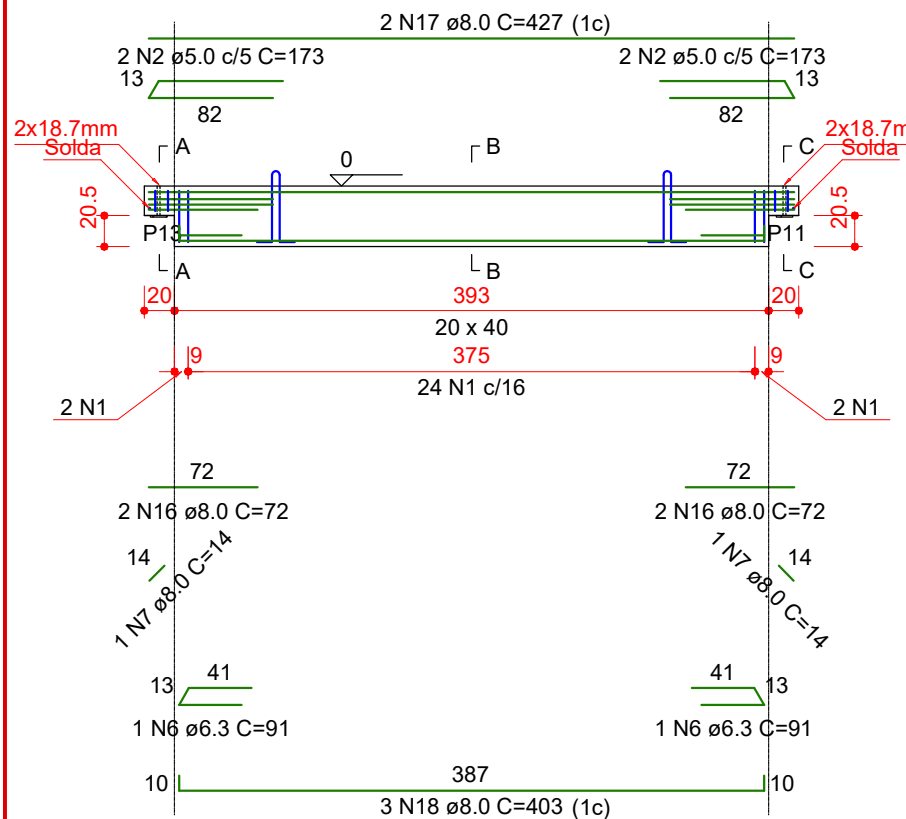 2 N17 ø8.0 C=427 (1c)
2 N2 ø5.0 c/5 C=173
2 N2 ø5.0 c/5 C=173
13
13
82
82
2x18.7mm
Solda
A
B
C
2x18.7m
Solda
0
20.5
20.5
P13
P11
A
B
C
20
393
20
20 x 40
9
375
9
24 N1 c/16
2 N1
2 N1
72
72
2 N16 ø8.0 C=72
2 N16 ø8.0 C=72
14
1 N7 ø8.0 C=14
1 N7 ø8.0 C=14
14
13
41
41
13
1 N6 ø6.3 C=91
1 N6 ø6.3 C=91
10
387
10
3 N18 ø8.0 C=403 (1c)